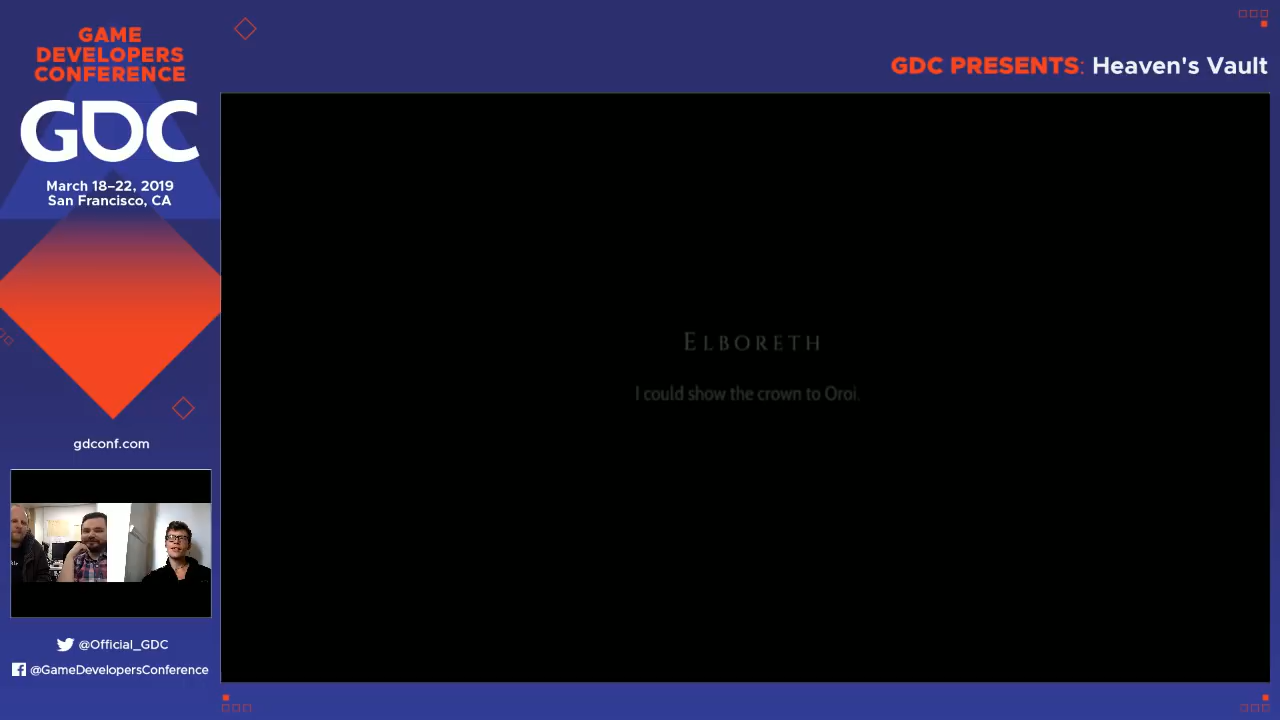 GAME
DEVELOPERS
CONFERENCE
GDC
March 18–22, 2019
San Francisco, CA
gdconf.com
@Official_GDC
@GameDevelopersConference
GDC PRESENTS: Heaven's Vault
ELBORETH
I could show the crown to Oroi.